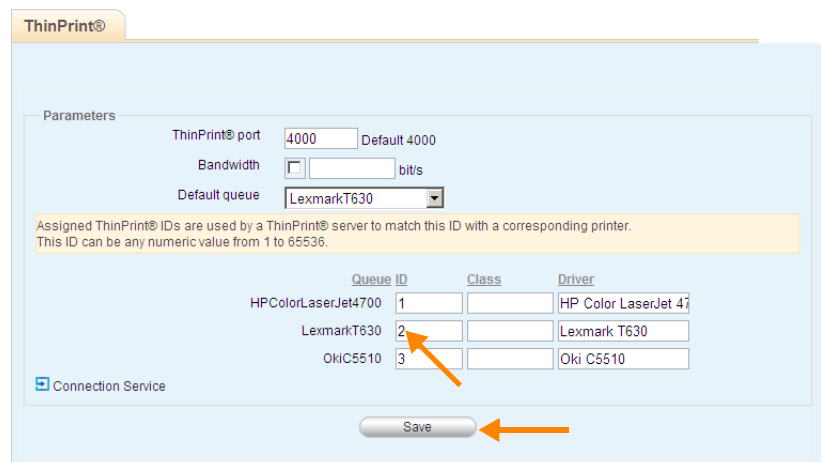 ThinPrint®
Parameters
ThinPrint® port 4000 Default 4000
Bandwidth bit/s
Default queue LexmarkT630
Assigned ThinPrint® IDs are used by a ThinPrint® server to match this ID with a corresponding printer.
This ID can be any numeric value from 1 to 65536.
Queue ID Class Driver
HPColorLaserJet4700 1 HP Color LaserJet 47
LexmarkT630 2 Lexmark T630
OkiC5510 3 Oki C5510
Connection Service
Save